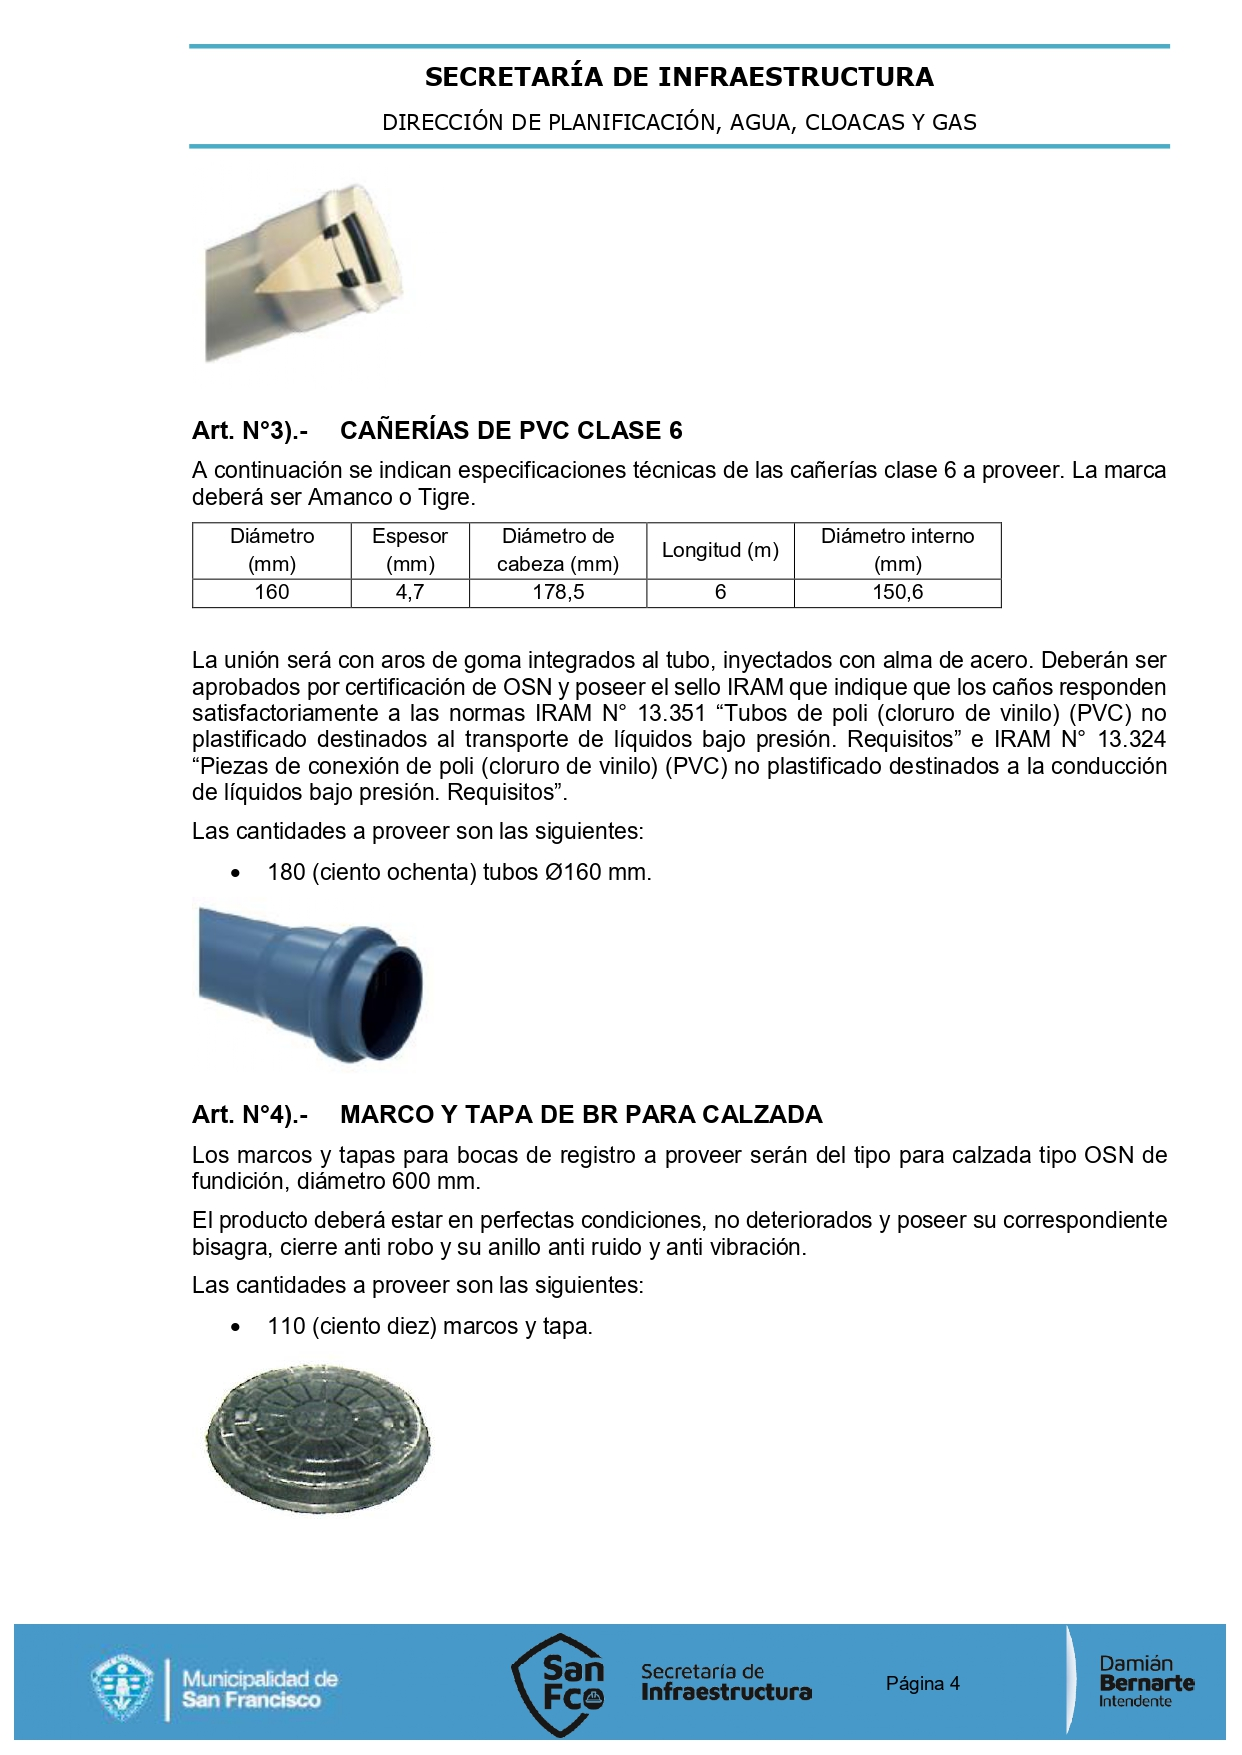 SECRETARÍA DE INFRAESTRUCTURA
DIRECCIÓN DE PLANIFICACIÓN, AGUA, CLOACAS Y GAS
Art. N°3).- CAÑERÍAS DE PVC CLASE 6
A continuación se indican especificaciones técnicas de las cañerías clase 6 a proveer. La marca
deberá ser Amanco o Tigre.
Diámetro (mm) Espesor (mm) Diámetro de cabeza (mm) Longitud (m) Diámetro interno (mm)
160 4,7 178,5 6 150,6
La unión será con aros de goma integrados al tubo, inyectados con alma de acero. Deberán ser
aprobados por certificación de OSN y poseer el sello IRAM que indique que los caños responden
satisfactoriamente a las normas IRAM N° 13.351 “Tubos de poli (cloruro de vinilo) (PVC) no
plastificado destinados al transporte de líquidos bajo presión. Requisitos” e IRAM N° 13.324
“Piezas de conexión de poli (cloruro de vinilo) (PVC) no plastificado destinados a la conducción
de líquidos bajo presión. Requisitos”.
Las cantidades a proveer son las siguientes:
• 180 (ciento ochenta) tubos Ø160 mm.
Art. N°4).- MARCO Y TAPA DE BR PARA CALZADA
Los marcos y tapas para bocas de registro a proveer serán del tipo para calzada tipo OSN de
fundición, diámetro 600 mm.
El producto deberá estar en perfectas condiciones, no deteriorados y poseer su correspondiente
bisagra, cierre anti robo y su anillo anti ruido y anti vibración.
Las cantidades a proveer son las siguientes:
• 110 (ciento diez) marcos y tapa.
Municipalidad de
San Francisco
San
Fco
Secretaría de
Infraestructura
Página 4
Damián
Bernarte
Intendente